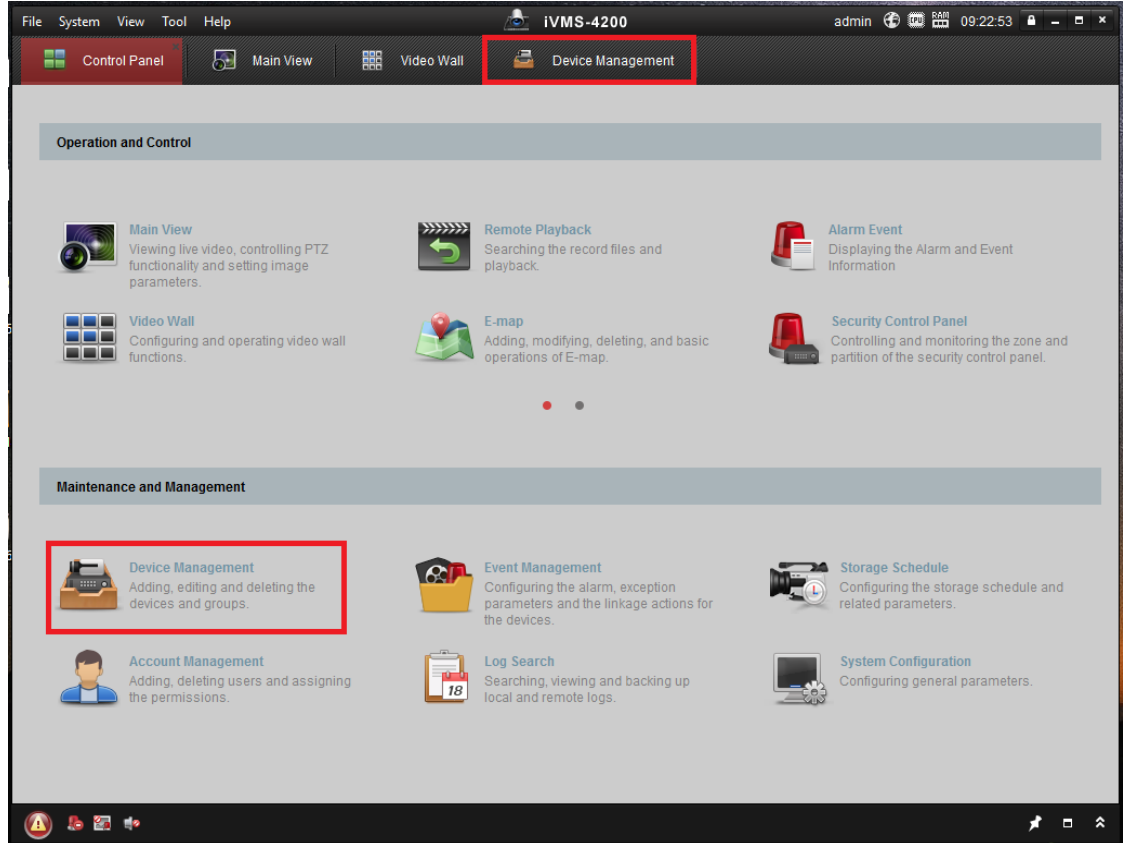 File System View Tool Help iVMS-4200 admin CPU RAM 09:22:53
Control Panel Main View Video Wall Device Management
Operation and Control
Main View
Viewing live video, controlling PTZ
functionality and setting image
parameters.
Remote Playback
Searching the record files and
playback.
Alarm Event
Displaying the Alarm and Event
Information
Video Wall
Configuring and operating video wall
functions.
E-map
Adding, modifying, deleting, and basic
operations of E-map.
Security Control Panel
Controlling and monitoring the zone and
partition of the security control panel.
Maintenance and Management
Device Management
Adding, editing and deleting the
devices and groups.
Event Management
Configuring the alarm, exception
parameters and the linkage actions for
the devices.
Storage Schedule
Configuring the storage schedule and
related parameters.
Account Management
Adding, deleting users and assigning
the permissions.
18
Log Search
Searching, viewing and backing up
local and remote logs.
System Configuration
Configuring general parameters.